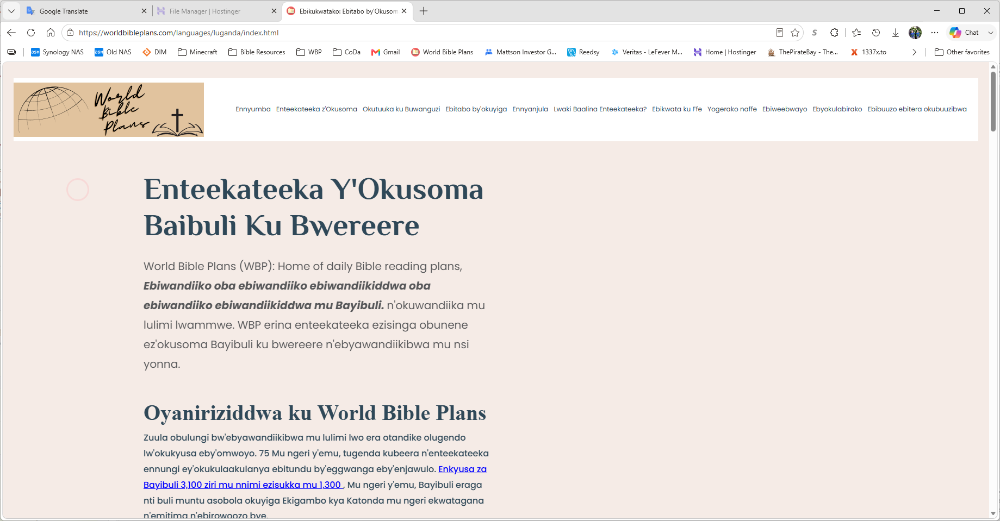 Google Translate
File Manager | Hostinger
Ebikukwatako: Ebitabo by'Okusom
https://worldbibleplans.com/languages/luganda/index.html
S
Chat
Synology NAS
Old NAS
DIM
Minecraft
Bible Resources
WBP
CoDa
Gmail
World Bible Plans
Mattson Investor G...
Reedsy
Veritas - LeFever M...
Home | Hostinger
ThePirateBay - The...
1337x.to
Other favorites
World
Bible
Plans
Ennyumba Enteekateeka z'Okusoma Okutuuka ku Buwanguzi Ebitabo by'okuyiga Ennyanjula Lwaki Baalina Enteekateeka? Ebikwata ku Ffe Yogerako naffe Ebiweebwayo Ebyokulabirako Ebibuuzo ebitera okubuuzibwa
Enteekateeka Y'Okusoma
Baibuli Ku Bwereere
World Bible Plans (WBP): Home of daily Bible reading plans,
Ebiwandiiko oba ebiwandiiko ebiwandiikiddwa oba
ebiwandiiko ebiwandiikiddwa mu Bayibuli. n'okuwandiika mu
lulimi lwammwe. WBP erina enteekateeka ezisinga obunene
ez'okusoma Bayibuli ku bwereere n'ebyawandiikibwa mu nsi
yonna.
Oyaniriziddwa ku World Bible Plans
Zuula obulungi bw'ebyawandiikibwa mu lulimi lwo era otandike olugendo
lw'okukyusa eby'omwoyo. 75 Mu ngeri y'emu, tugenda kubeera n'enteekateeka
ennungi ey'okukulaakulanya ebitundu by'eggwanga eby'enjawulo. Enkyusa za
Bayibuli 3,100 ziri mu nnimi ezisukka mu 1,300 , Mu ngeri y'emu, Bayibuli eraga
nti buli muntu asobola okuyiga Ekigambo kya Katonda mu ngeri ekwatagana
n'emitima n'ebirowoozo bye.